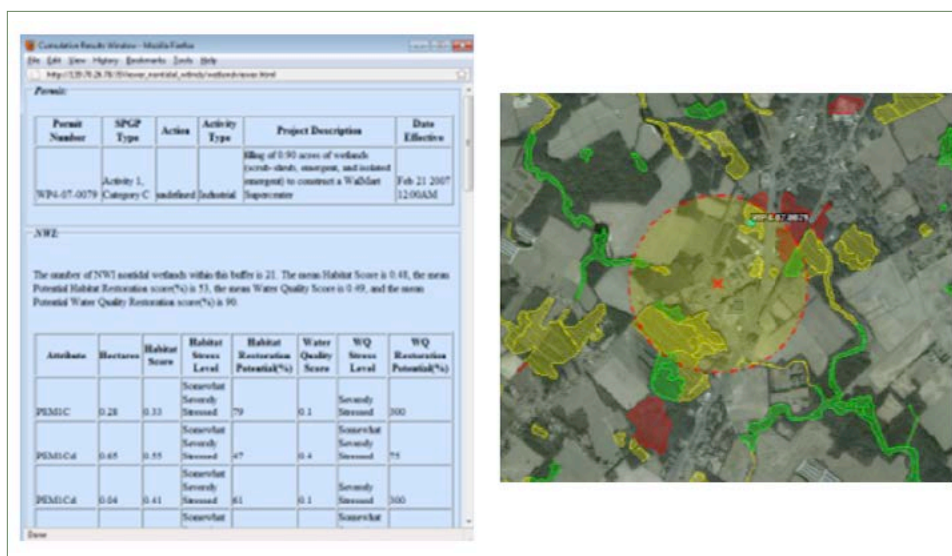 Cumulative Results Window - Mozilla Firefox
File Edit View History Bookmarks Tools Help
Permit:
Permit Number SPGP Type Action Activity Type Project Description Date Effective
WP4-07-0079 Activity 1, Category C undefined Industrial filling of 0.90 acres of wetlands (scrub-shrub, emergent, and isolated emergent) to construct a WalMart Supercenter Feb 21 2007 12:00AM
NWI:
The number of NWI nontidal wetlands within this buffer is 21. The mean Habitat Score is 0.48, the mean
Potential Habitat Restoration score(%) is 53, the mean Water Quality Score is 0.49, and the mean
Potential Water Quality Restoration score(%) is 90.
Attribute Hectares Habitat Score Habitat Stress Level Habitat Restoration Potential(%) Water Quality Score WQ Stress Level WQ Restoration Potential(%)
PEM1C 0.28 0.33 Somewhat Severely Stressed 79 0.1 Severely Stressed 300
PEM1Cd 0.65 0.55 Somewhat Severely Stressed 47 0.4 Somewhat Severely Stressed 75
PEM1Cd 0.04 0.41 Somewhat Severely Stressed 61 0.1 Severely Stressed 300
Somewhat Somewhat
Done
WP4-07-0079